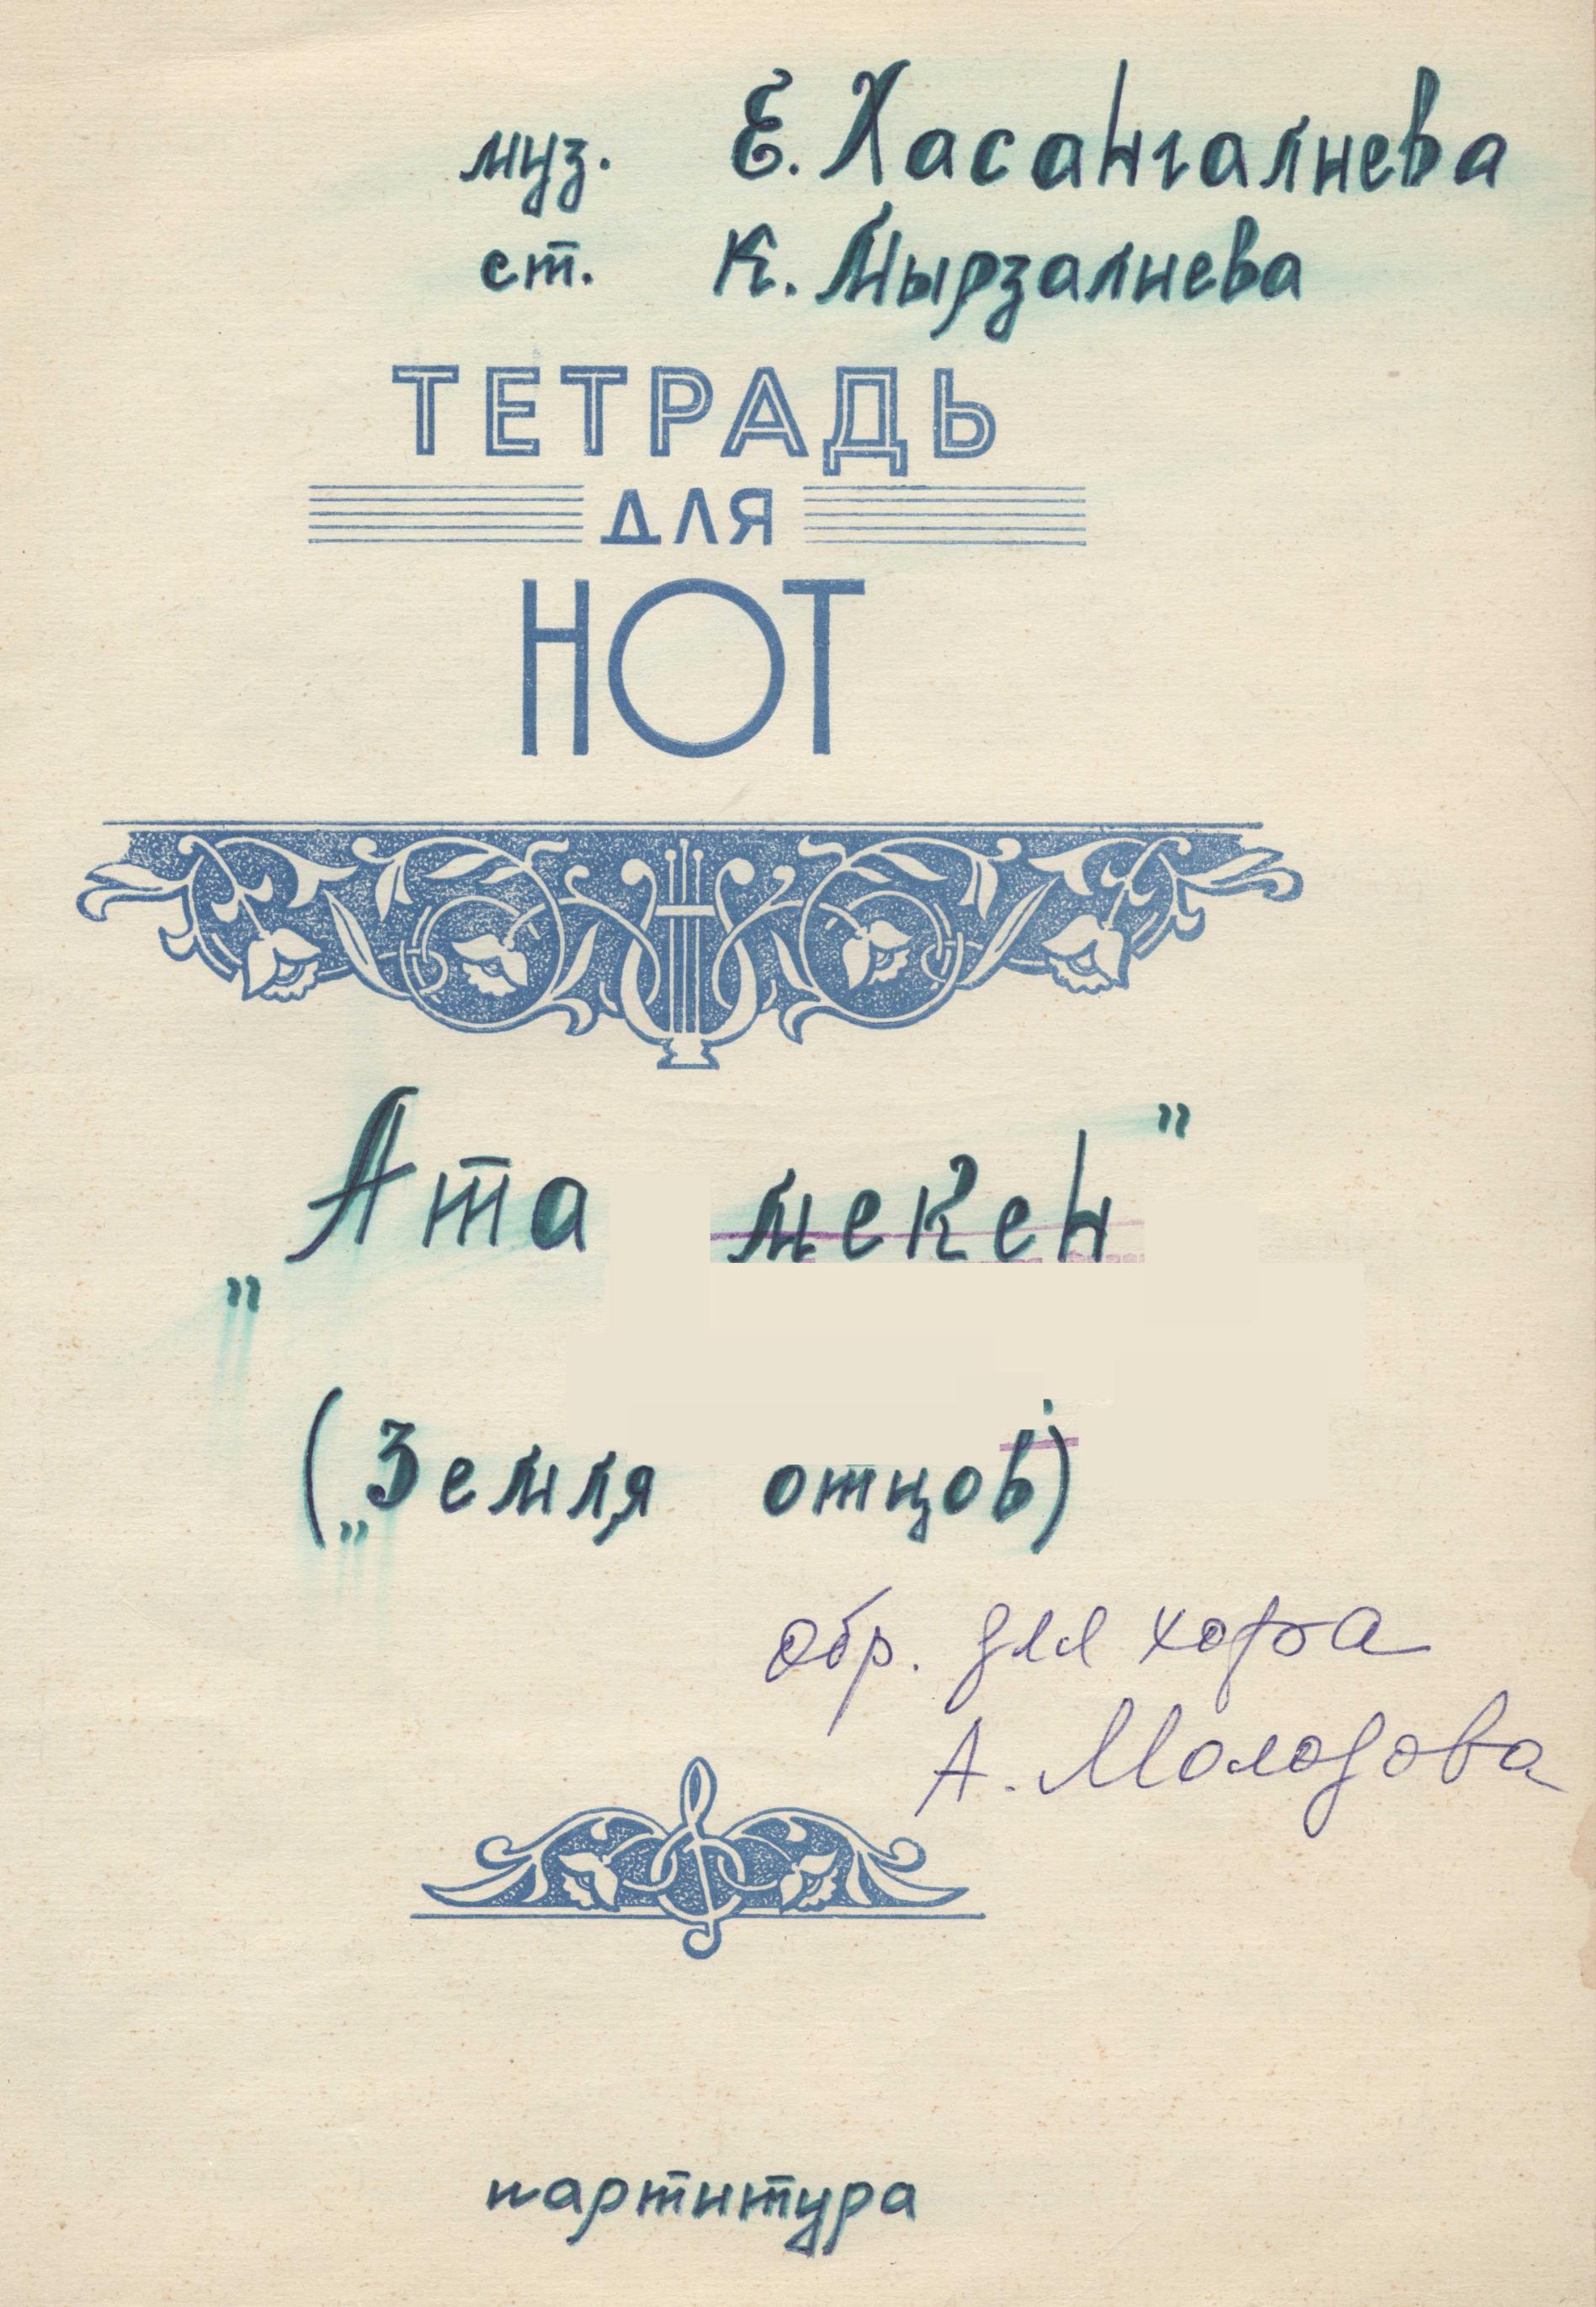 муз. Е. Хасангалиева
ст. К. Мырзалиева
ТЕТРАДЬ
ДЛЯ
НОТ
„Ата мекен”
(„Земля отцов)
обр. для хора
А. Молодова
партитура